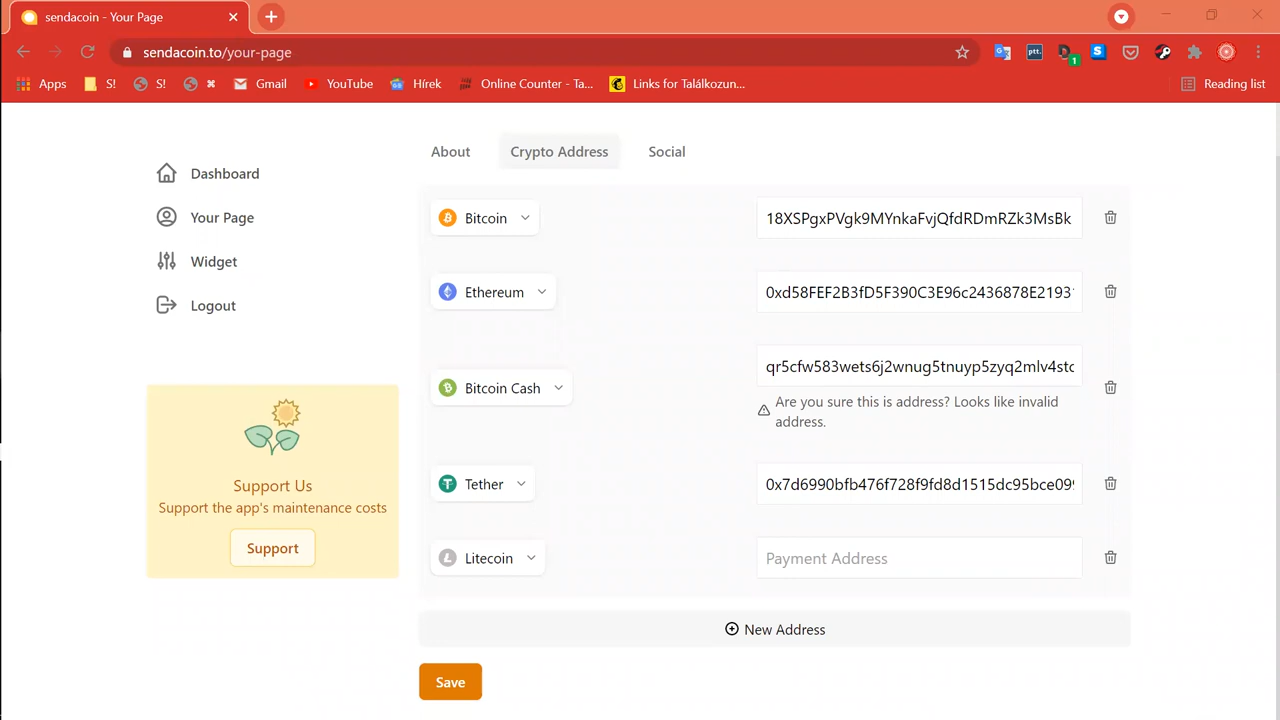 sendacoin - Your Page
sendacoin.to/your-page
ptt.
1
Apps
S!
S!
Gmail
YouTube
Hírek
Online Counter - Ta...
Links for Találkozun...
Reading list
Dashboard
Your Page
Widget
Logout
Support Us
Support the app's maintenance costs
Support
About
Crypto Address
Social
Bitcoin
18XSPgxPVgk9MYnkaFvjQfdRDmRZk3MsBk
Ethereum
0xd58FEF2B3fD5F390C3E96c2436878E2193
Bitcoin Cash
qr5cfw583wets6j2wnug5tnuyp5zyq2mlv4stc
Are you sure this is address? Looks like invalid
address.
Tether
0x7d6990bfb476f728f9fd8d1515dc95bce09
Litecoin
Payment Address
New Address
Save